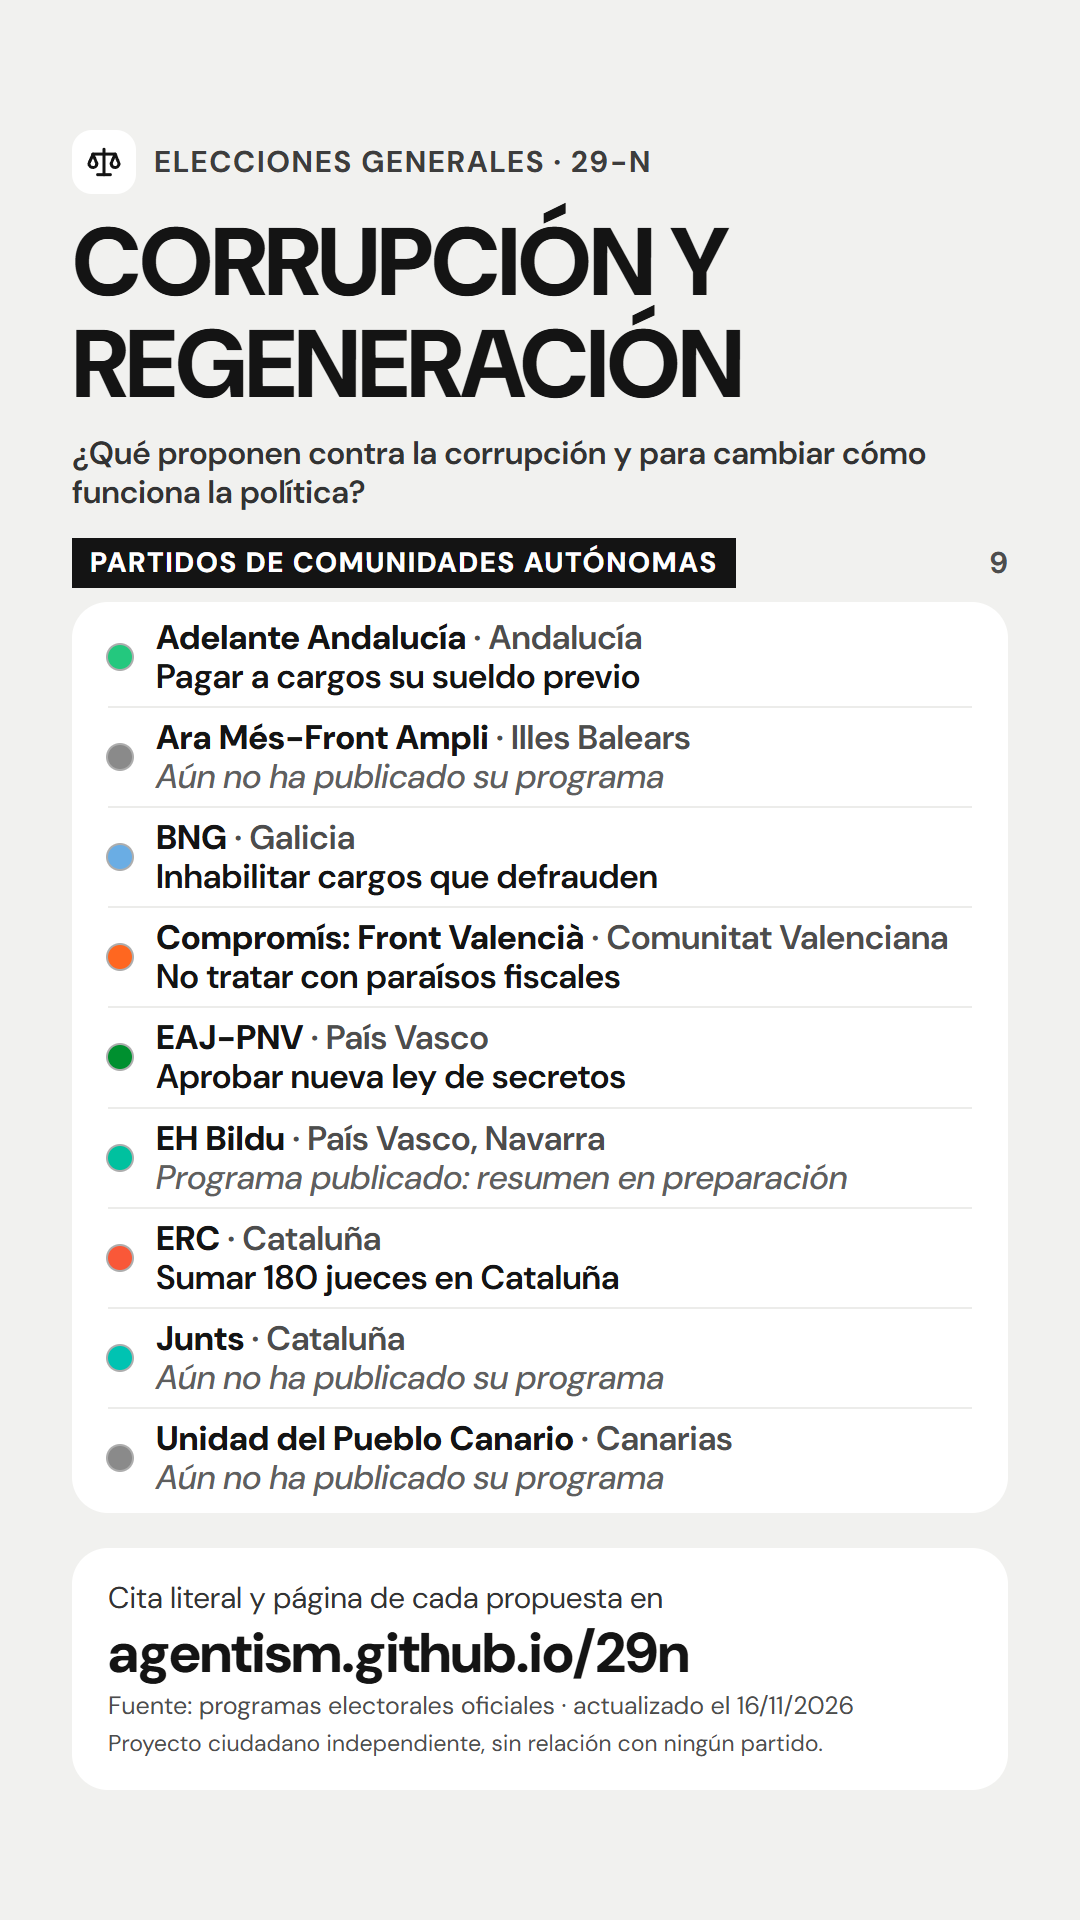 ELECCIONES GENERALES · 29-N
CORRUPCIÓN Y
REGENERACIÓN
¿Qué proponen contra la corrupción y para cambiar cómo
funciona la política?
PARTIDOS DE COMUNIDADES AUTÓNOMAS 9
Adelante Andalucía · Andalucía
Pagar a cargos su sueldo previo
Ara Més-Front Ampli · Illes Balears
Aún no ha publicado su programa
BNG · Galicia
Inhabilitar cargos que defrauden
Compromís: Front Valencià · Comunitat Valenciana
No tratar con paraísos fiscales
EAJ-PNV · País Vasco
Aprobar nueva ley de secretos
EH Bildu · País Vasco, Navarra
Programa publicado: resumen en preparación
ERC · Cataluña
Sumar 180 jueces en Cataluña
Junts · Cataluña
Aún no ha publicado su programa
Unidad del Pueblo Canario · Canarias
Aún no ha publicado su programa
Cita literal y página de cada propuesta en
agentism.github.io/29n
Fuente: programas electorales oficiales · actualizado el 16/11/2026
Proyecto ciudadano independiente, sin relación con ningún partido.